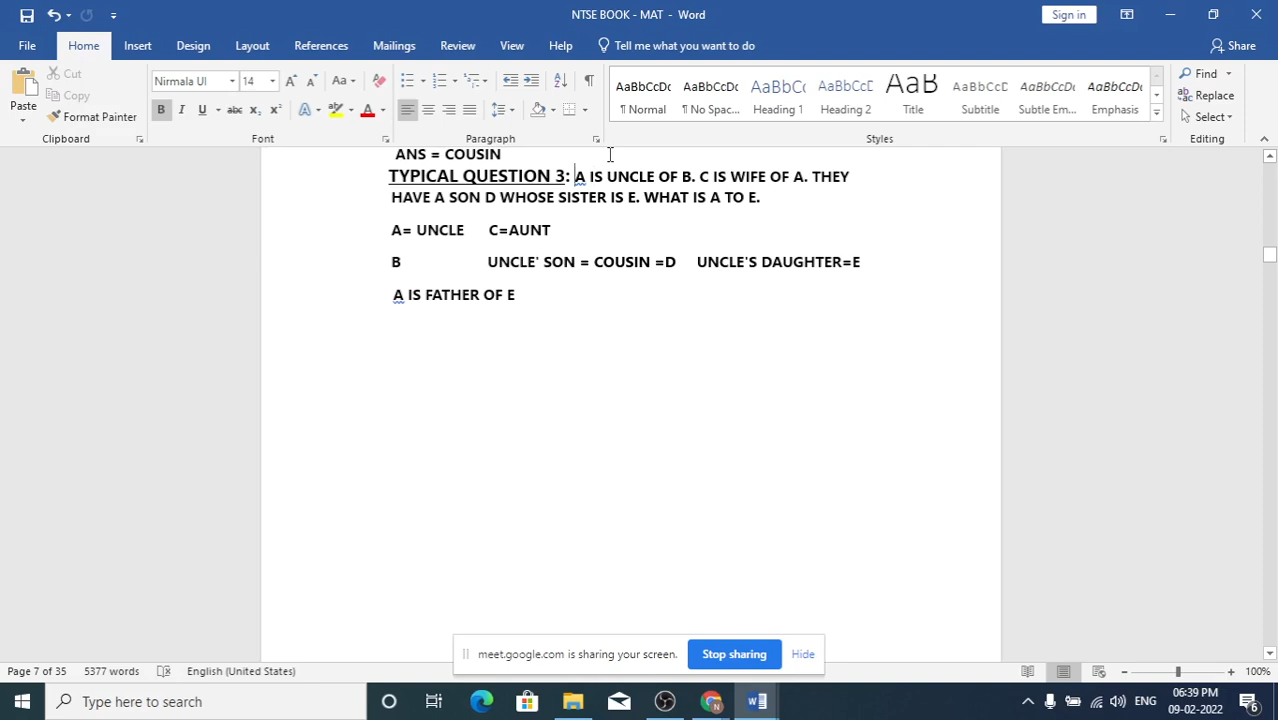 NTSE BOOK - MAT - Word
Sign in
File Home Insert Design Layout References Mailings Review View Help Tell me what you want to do Share
Paste Cut Copy Format Painter
Nirmala UI 14 Aa
AaBbCcDc AaBbCcDc AaBbCc AaBbCcD AaB AaBbCcD AaBbCcDc AaBbCcDc
¶ Normal ¶ No Spac... Heading 1 Heading 2 Title Subtitle Subtle Em... Emphasis
Find Replace Select
Clipboard Font Paragraph Styles Editing
ANS = COUSIN
TYPICAL QUESTION 3: A IS UNCLE OF B. C IS WIFE OF A. THEY
HAVE A SON D WHOSE SISTER IS E. WHAT IS A TO E.
A= UNCLE C=AUNT
B UNCLE' SON = COUSIN =D UNCLE'S DAUGHTER=E
A IS FATHER OF E
meet.google.com is sharing your screen. Stop sharing Hide
Page 7 of 35 5377 words English (United States) 100%
Type here to search ENG 06:39 PM
09-02-2022 6